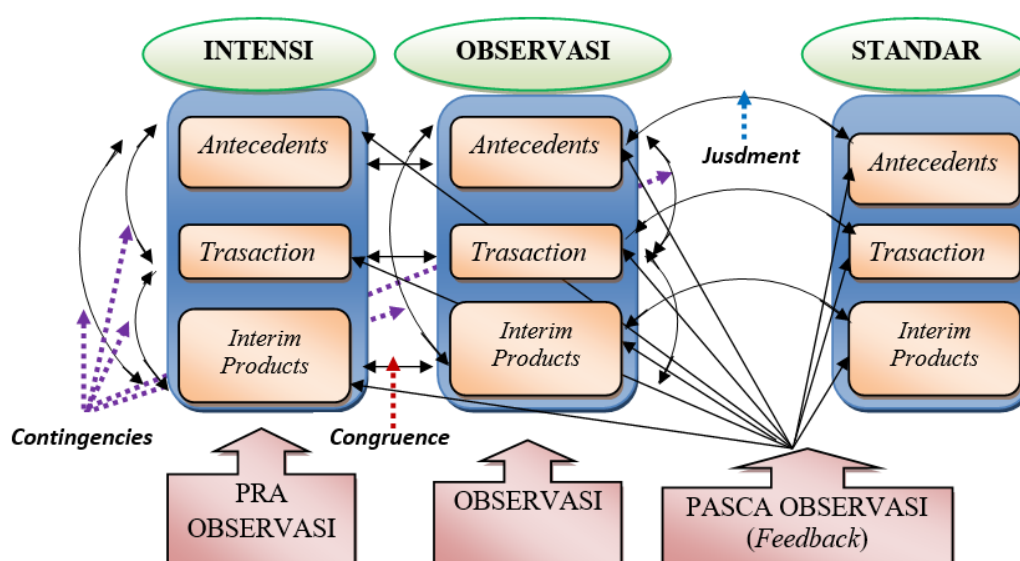 INTENSI
OBSERVASI
STANDAR
Antecedents
Trasaction
Interim
Products
Antecedents
Trasaction
Interim
Products
Jusdment
Antecedents
Trasaction
Interim
Products
Contingencies
Congruence
PRA
OBSERVASI
OBSERVASI
PASCA OBSERVASI
(Feedback)